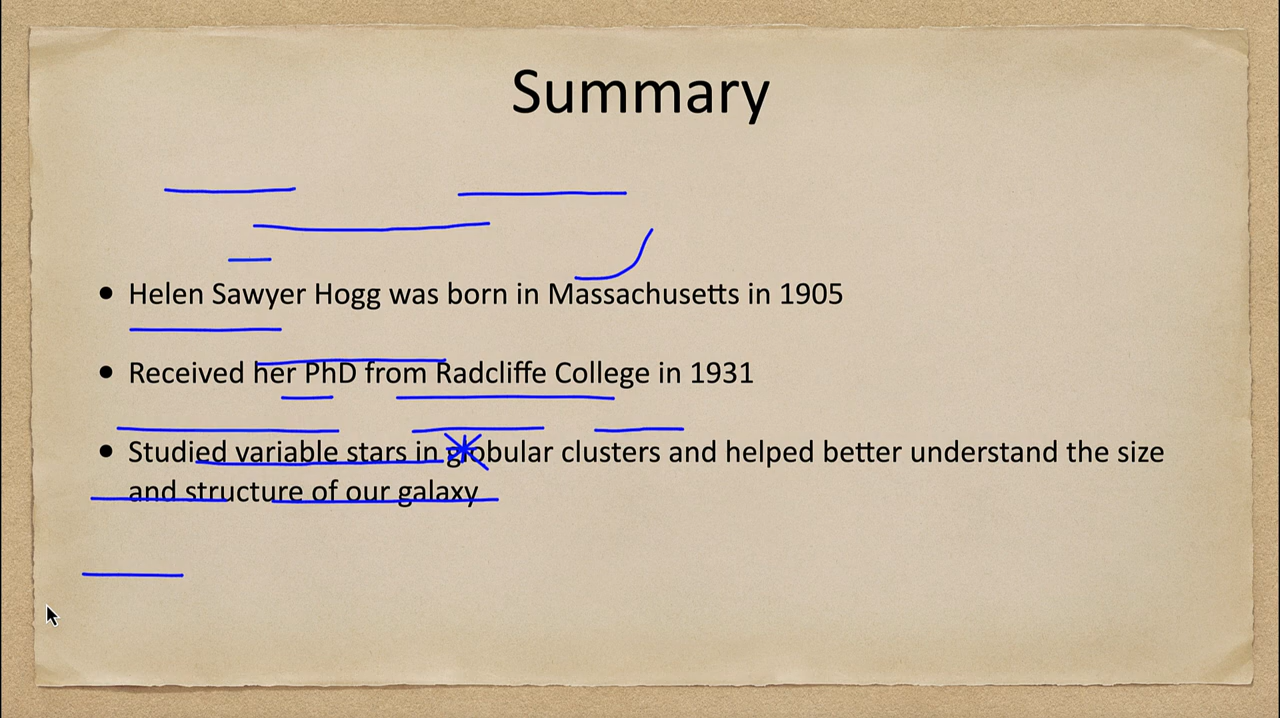 Summary
• Helen Sawyer Hogg was born in Massachusetts in 1905
• Received her PhD from Radcliffe College in 1931
• Studied variable stars in globular clusters and helped better understand the size
and structure of our galaxy